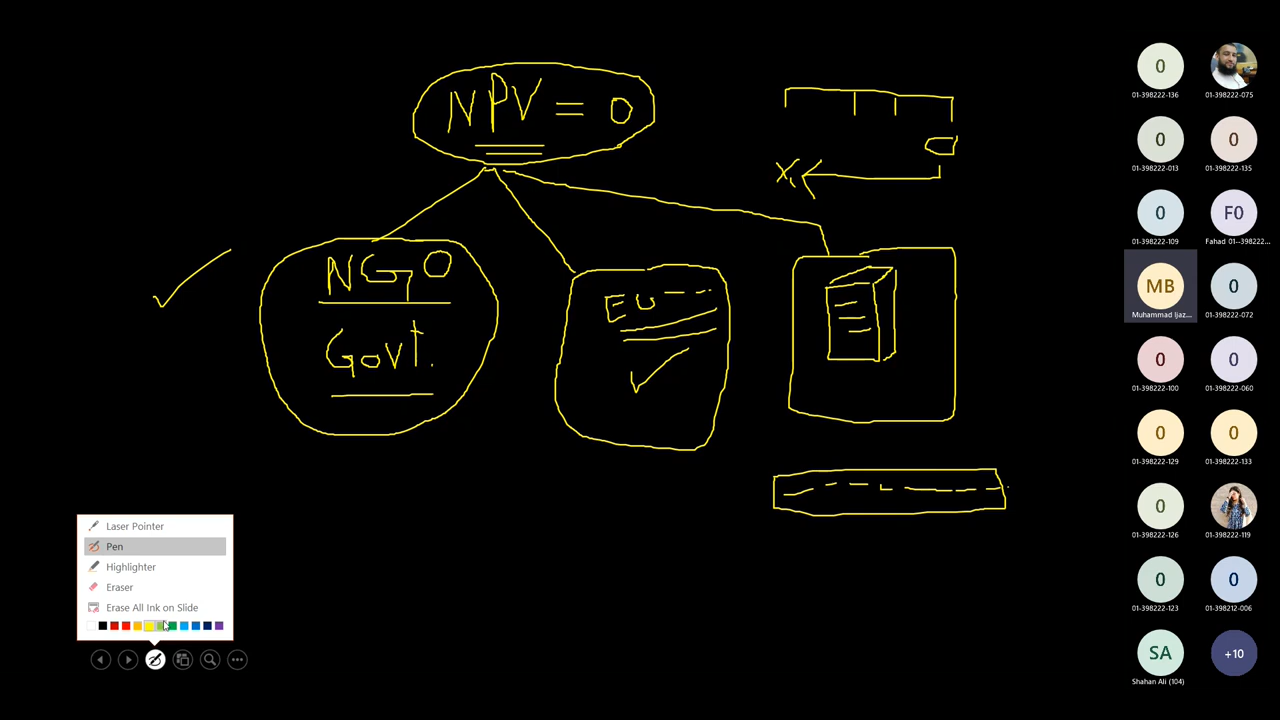 NPV = 0
X
NGO
Govt.
EU
Laser Pointer
Pen
Highlighter
Eraser
Erase All Ink on Slide
0
01-398222-136
01-398222-075
0
01-398222-013
0
01-398222-135
0
01-398222-109
F0
Fahad 01--398222...
MB
Muhammad Ijaz...
0
01-398222-072
0
01-398222-100
0
01-398222-060
0
01-398222-129
0
01-398222-133
0
01-398222-126
01-398222-119
0
01-398222-123
0
01-398212-006
SA
Shahan Ali (104)
+10